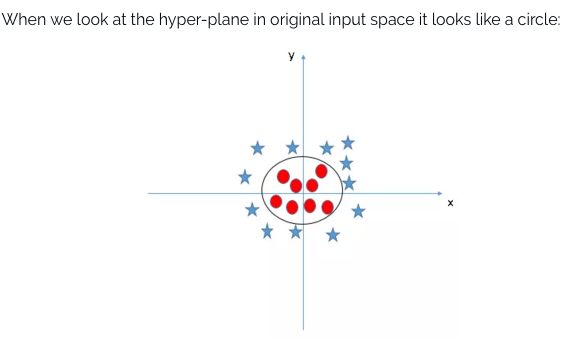 When we look at the hyper-plane in original input space it looks like a circle:
y
x